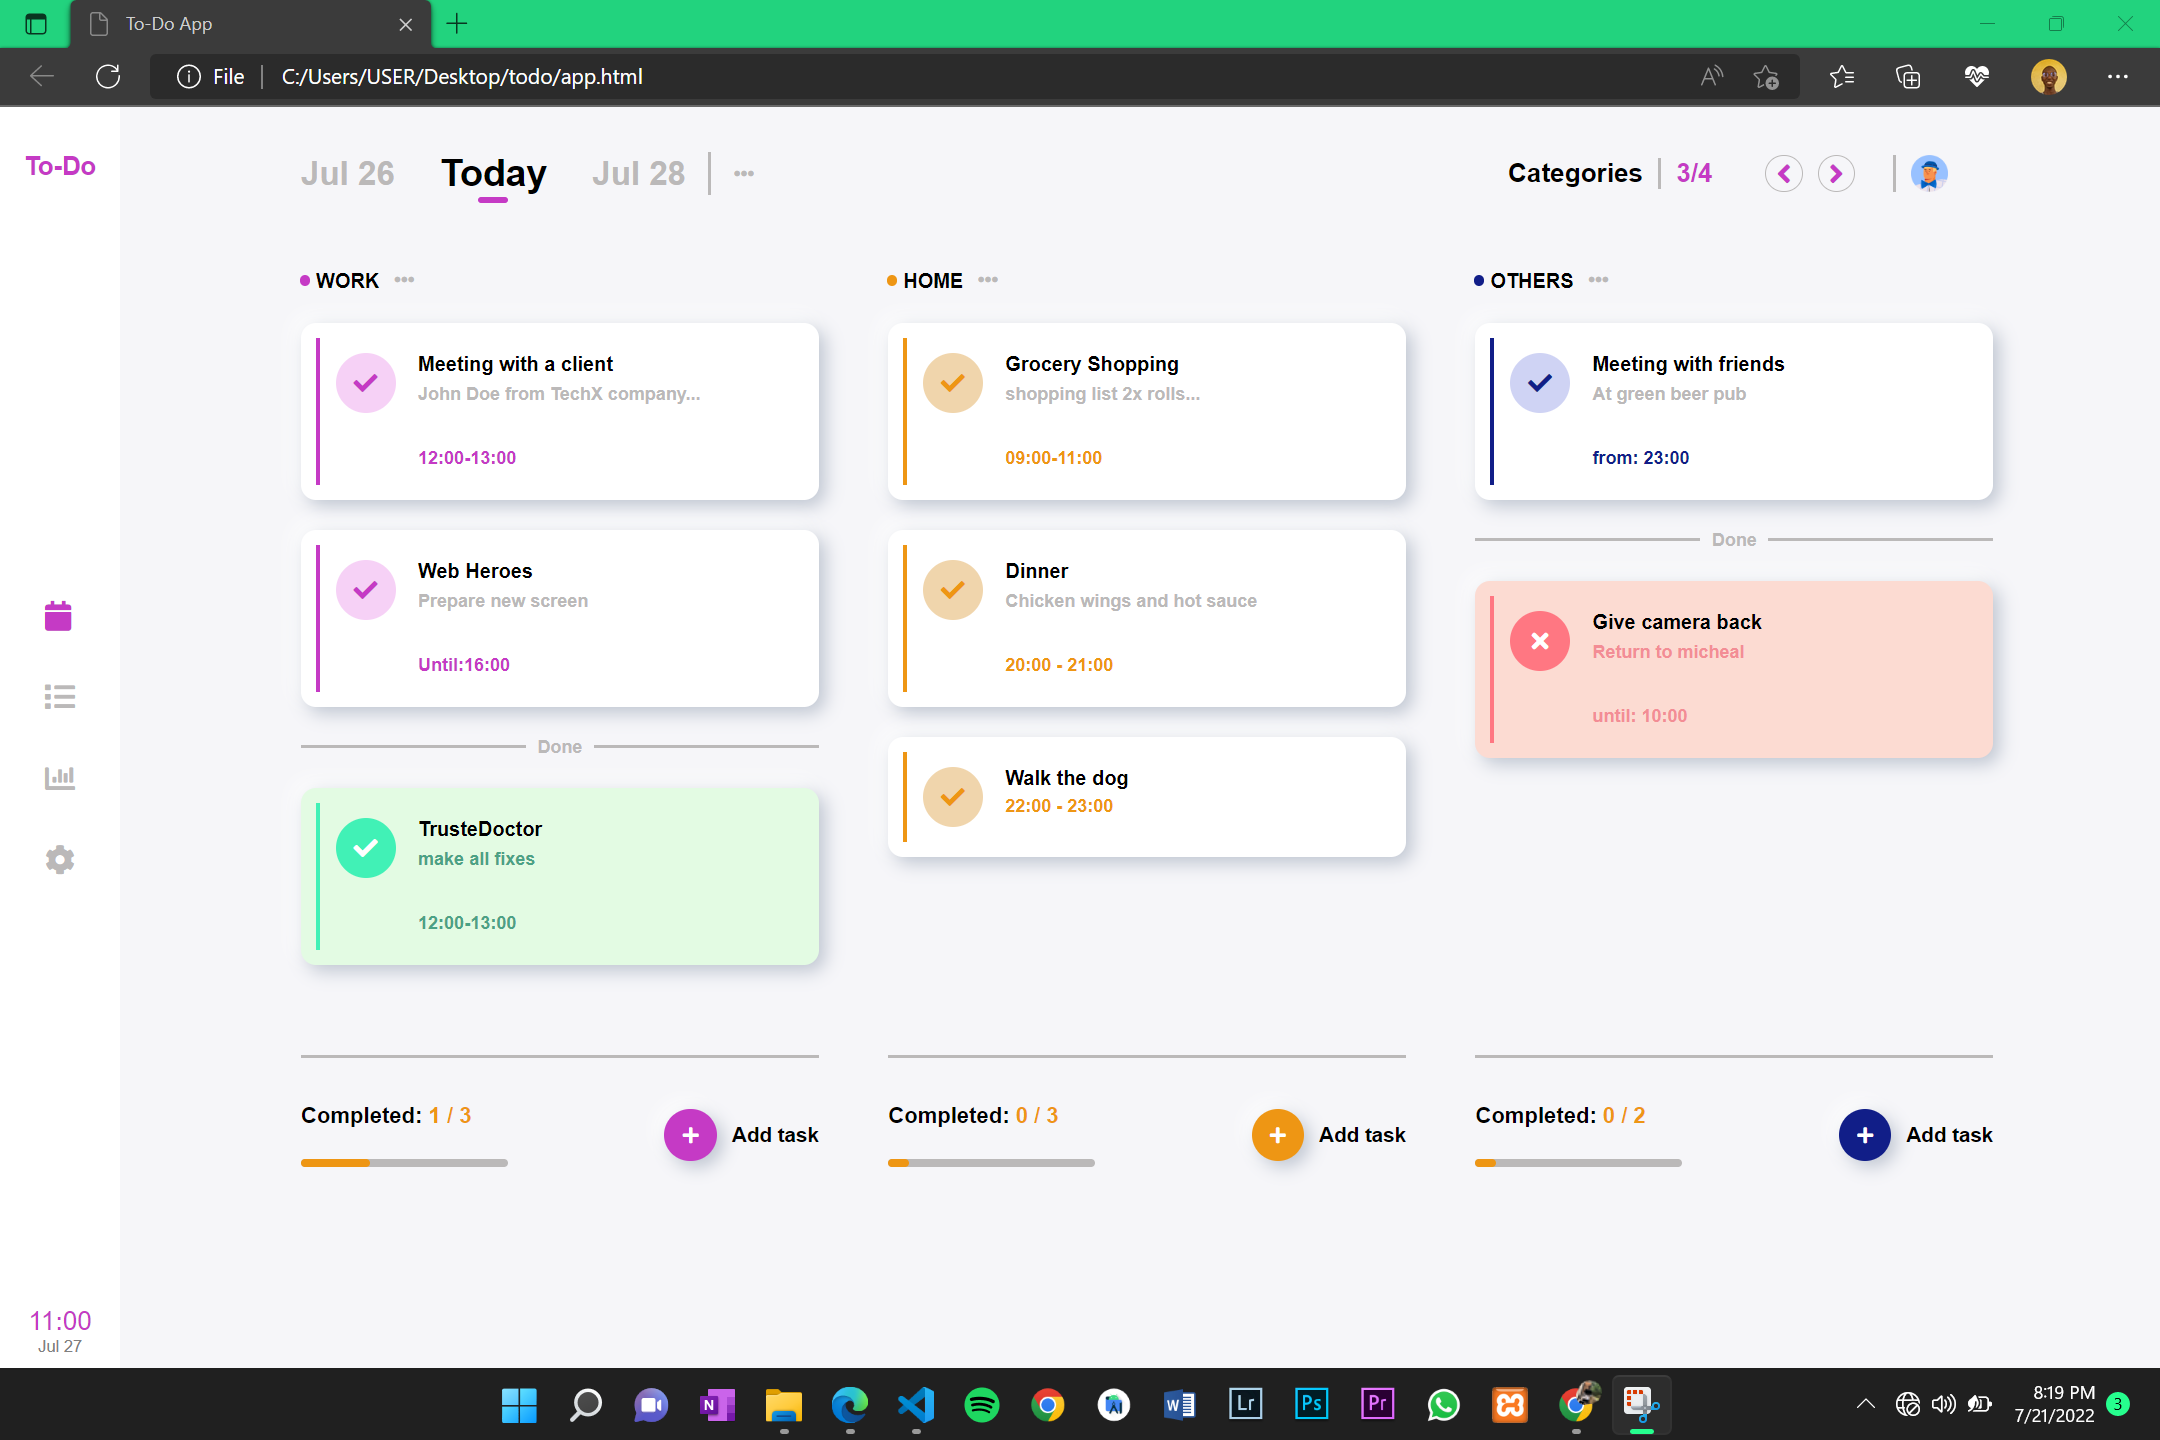 To-Do App
File
C:/Users/USER/Desktop/todo/app.html
To-Do
Jul 26
Today
Jul 28
Categories
3/4
WORK
Meeting with a client
John Doe from TechX company...
12:00-13:00
Web Heroes
Prepare new screen
Until:16:00
Done
TrusteDoctor
make all fixes
12:00-13:00
Completed: 1 / 3
Add task
HOME
Grocery Shopping
shopping list 2x rolls...
09:00-11:00
Dinner
Chicken wings and hot sauce
20:00 - 21:00
Walk the dog
22:00 - 23:00
Completed: 0 / 3
Add task
OTHERS
Meeting with friends
At green beer pub
from: 23:00
Done
Give camera back
Return to micheal
until: 10:00
Completed: 0 / 2
Add task
11:00
Jul 27
N
W
Lr
Ps
Pr
8:19 PM
7/21/2022
3